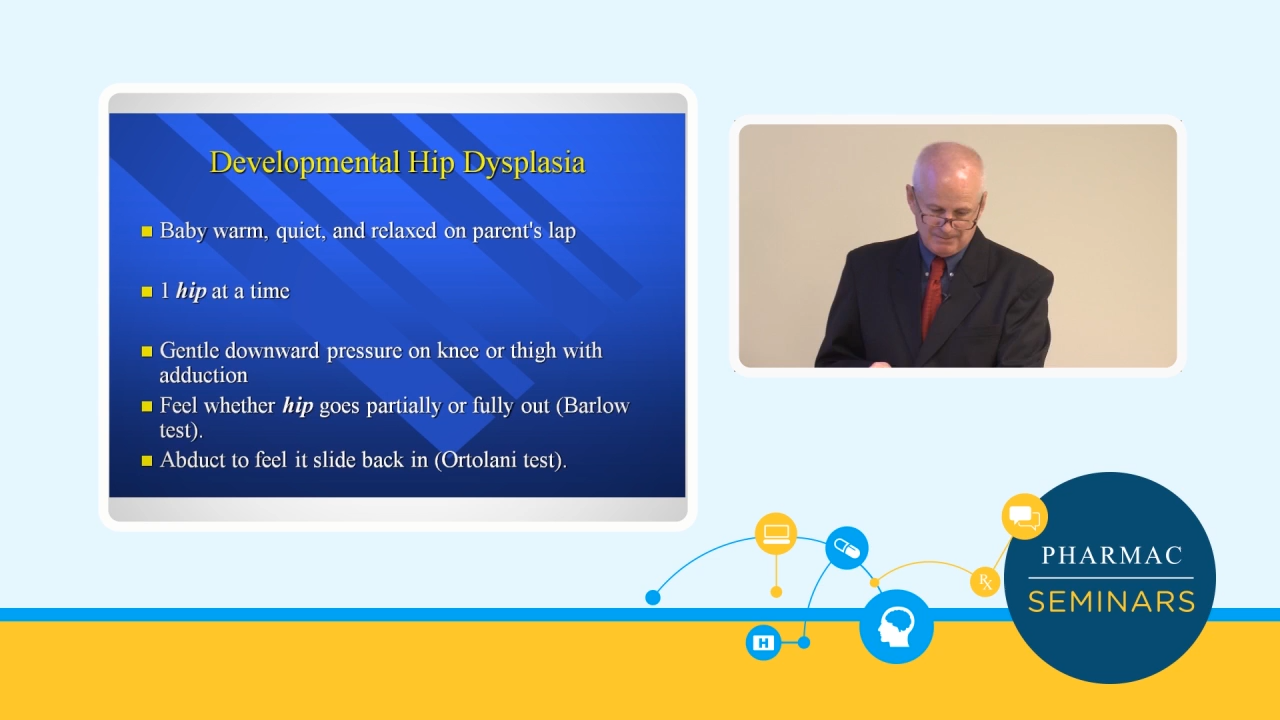 Developmental Hip Dysplasia
Baby warm, quiet, and relaxed on parent's lap
1 hip at a time
Gentle downward pressure on knee or thigh with
adduction
Feel whether hip goes partially or fully out (Barlow
test).
Abduct to feel it slide back in (Ortolani test).
Rx
H
PHARMAC
SEMINARS